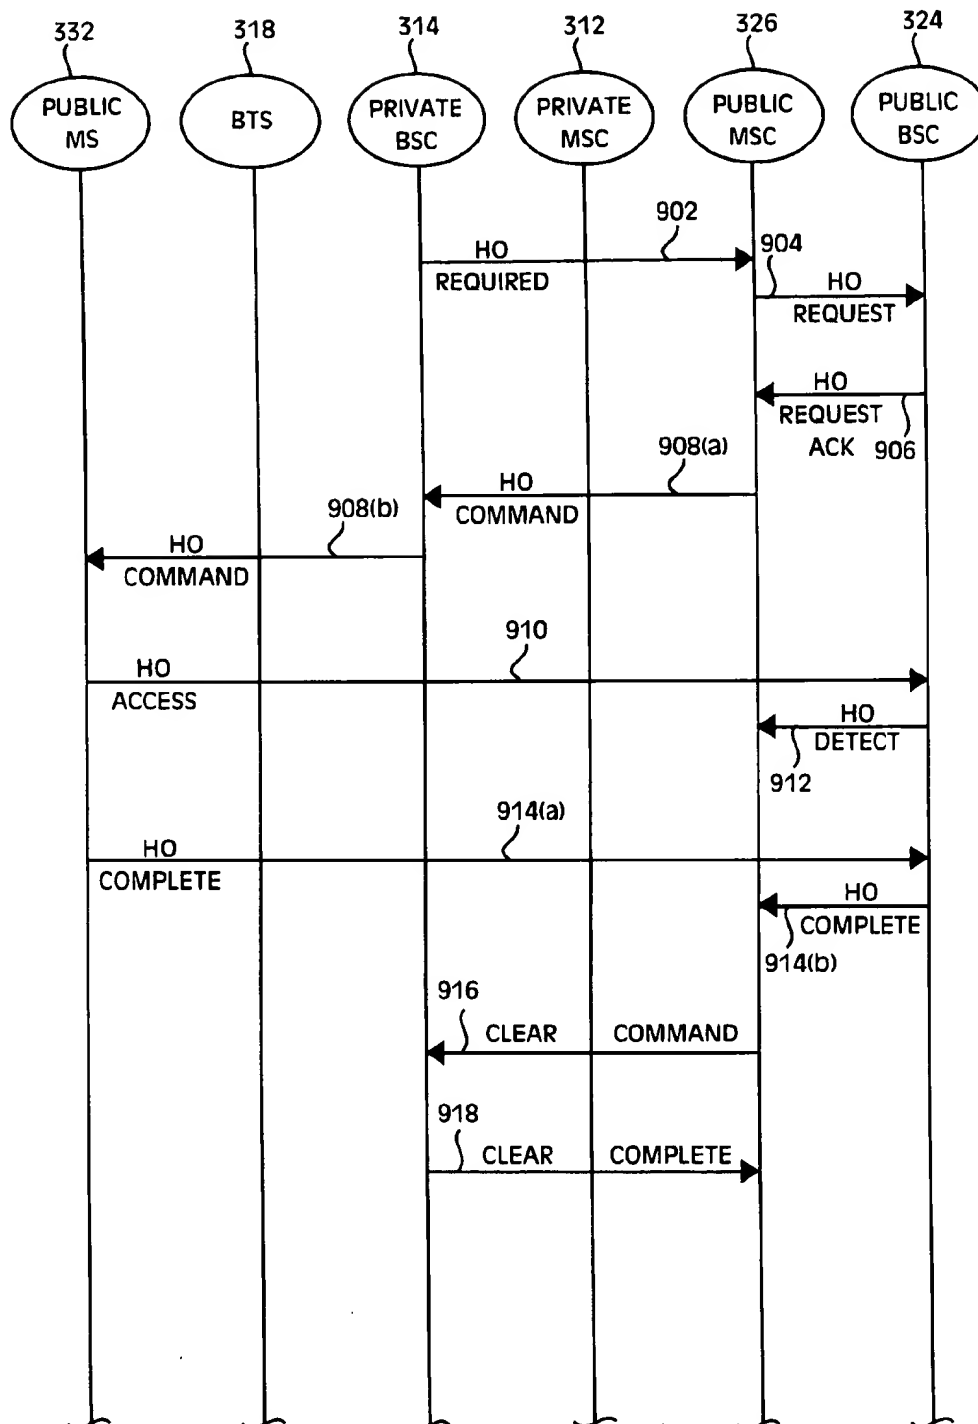 332
318
314
312
326
324
PUBLIC
MS
BTS
PRIVATE
BSC
PRIVATE
MSC
PUBLIC
MSC
PUBLIC
BSC
902
HO
REQUIRED
904
HO
REQUEST
HO
REQUEST
ACK
906
908(a)
HO
COMMAND
908(b)
HO
COMMAND
910
HO
ACCESS
HO
DETECT
912
914(a)
HO
COMPLETE
HO
COMPLETE
914(b)
916
CLEAR COMMAND
918
CLEAR COMPLETE